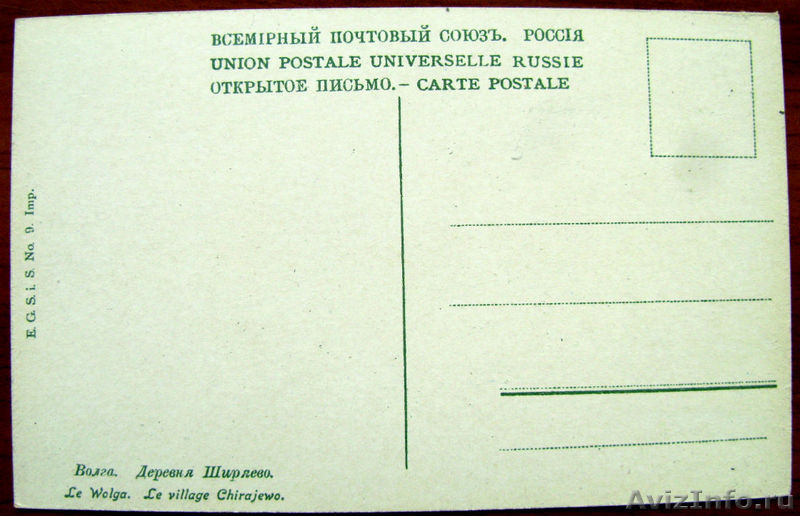 ВСЕМІРНЫЙ ПОЧТОВЫЙ СОЮЗЪ. РОССІЯ
UNION POSTALE UNIVERSELLE RUSSIE
ОТКРЫТОЕ ПИСЬМО.– CARTE POSTALE
E. G. S. i. S. No. 9. Imp.
Волга. Деревня Ширяево.
Le Wolga. Le village Chirajewo.
AvizInfo.ru